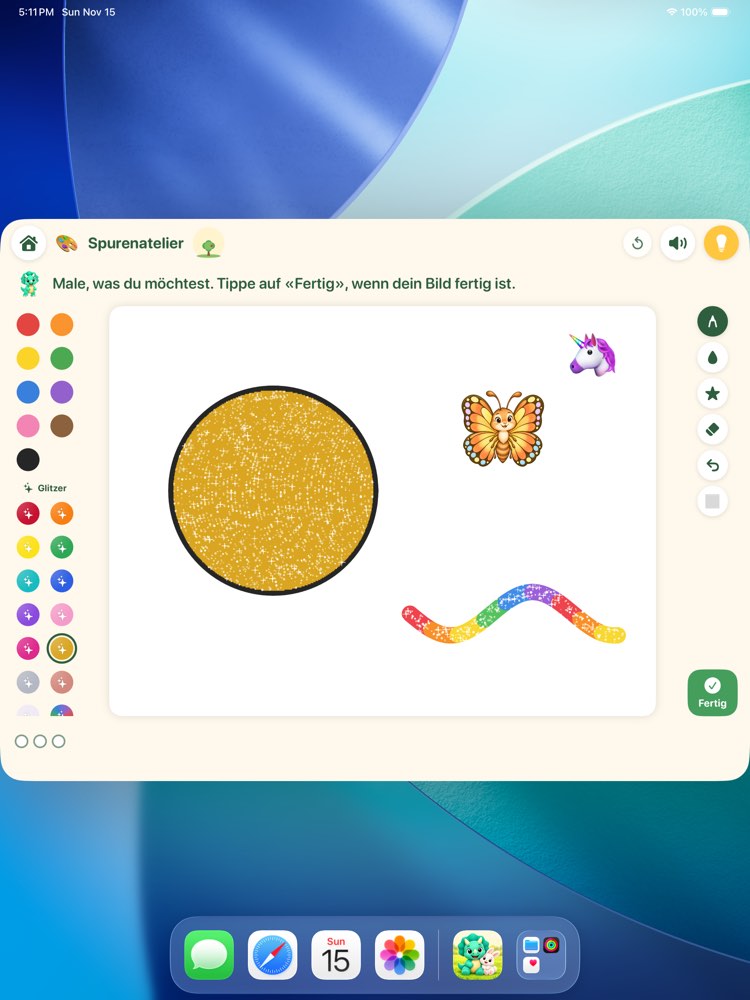 5:11 PM Sun Nov 15
100%
Spurenatelier
Male, was du möchtest. Tippe auf «Fertig», wenn dein Bild fertig ist.
Glitzer
Fertig
Sun
15